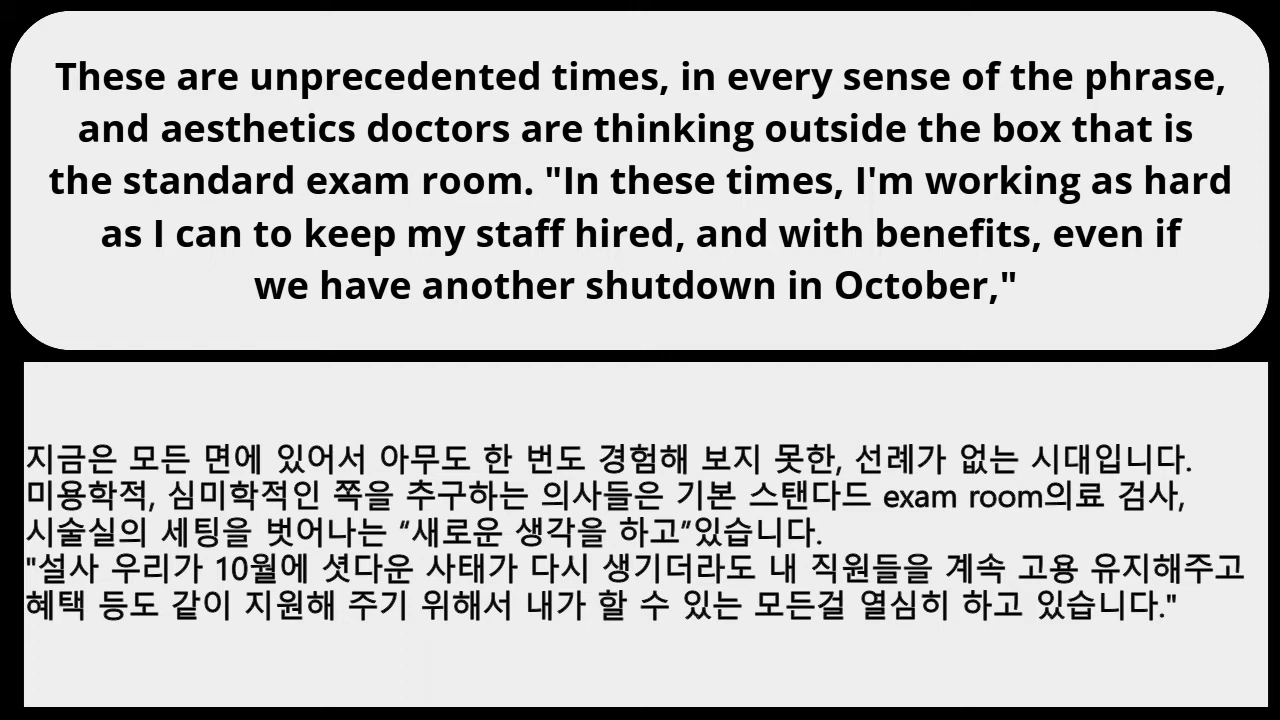 These are unprecedented times, in every sense of the phrase,
and aesthetics doctors are thinking outside the box that is
the standard exam room. "In these times, I'm working as hard
as I can to keep my staff hired, and with benefits, even if
we have another shutdown in October,"
지금은 모든 면에 있어서 아무도 한 번도 경험해 보지 못한, 선례가 없는 시대입니다.
미용학적, 심미학적인 쪽을 추구하는 의사들은 기본 스탠다드 exam room의료 검사,
시술실의 세팅을 벗어나는 “새로운 생각을 하고”있습니다.
"설사 우리가 10월에 셧다운 사태가 다시 생기더라도 내 직원들을 계속 고용 유지해주고
혜택 등도 같이 지원해 주기 위해서 내가 할 수 있는 모든걸 열심히 하고 있습니다."